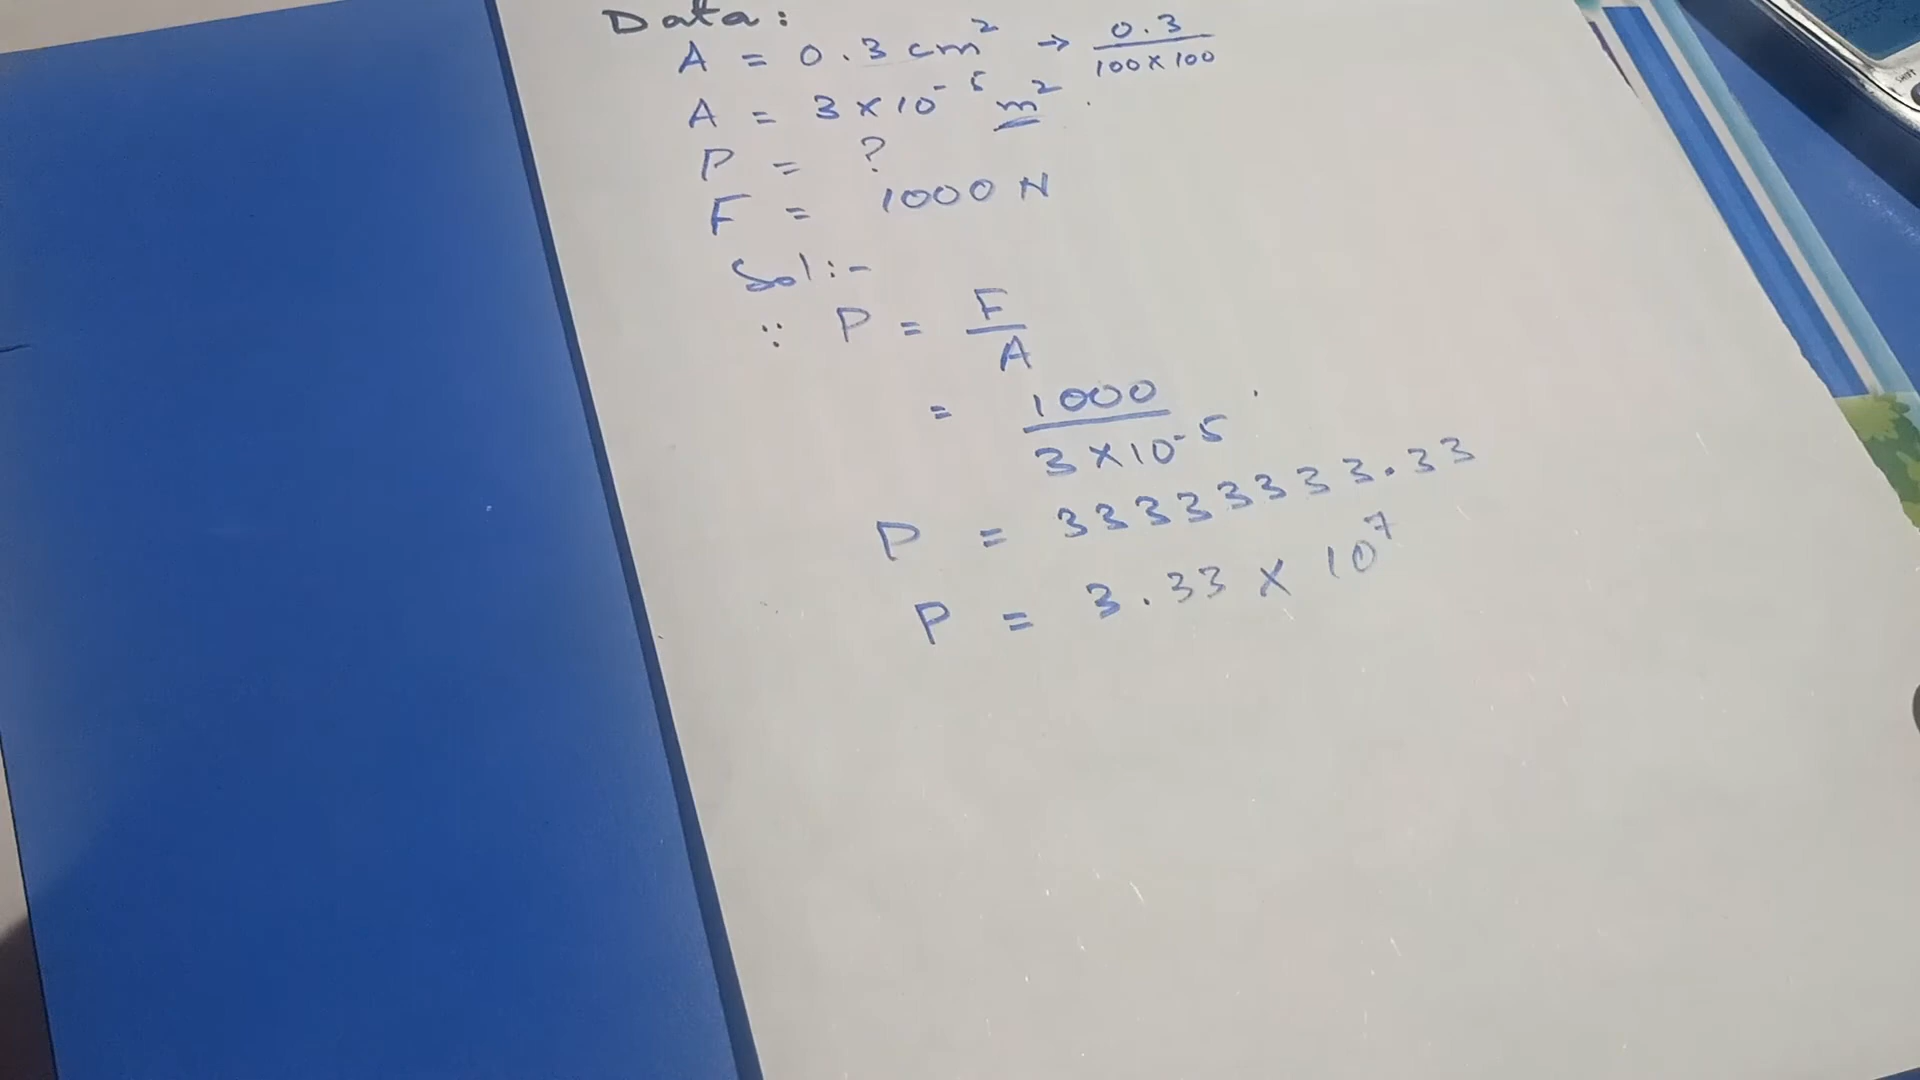 Data:
A = 0.3 cm² → 0.3/100×100
A = 3×10⁻⁵ m²
P = ?
F = 1000 N
Sol:-
∵ P = F/A
= 1000/3×10⁻⁵
P = 33333333.33
P = 3.33 × 10⁷